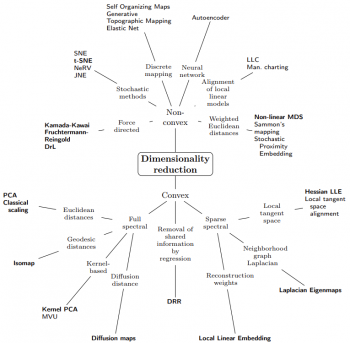 Self Organizing Maps
Generative
Topographic Mapping
Elastic Net
Autoencoder
SNE
t-SNE
NeRV
JNE
Discrete
mapping
Neural
network
LLC
Man. charting
Stochastic
methods
Alignment
of local
linear
models
Non-
convex
Kamada-Kawai
Fruchtermann-
Reingold
DrL
Force
directed
Weighted
Euclidean
distances
Non-linear MDS
Sammon's
mapping
Stochastic
Proximity
Embedding
Dimensionality
reduction
Convex
PCA
Classical
scaling
Euclidean
distances
Full
spectral
Removal of
shared
information
by
regression
Sparse
spectral
Local
tangent
space
Hessian LLE
Local tangent
space
alignment
Geodesic
distances
Isomap
Kernel-
based
Diffusion
distance
Neighborhood
graph
Laplacian
Reconstruction
weights
Laplacian Eigenmaps
Kernel PCA
MVU
DRR
Diffusion maps
Local Linear Embedding